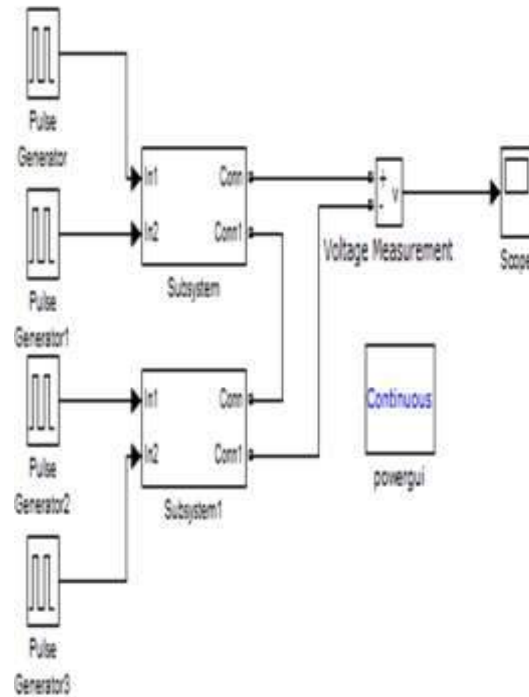 Pulse
Generator
In1
Conn
In2
Conn1
Subsystem
+
-
v
Voltage Measurement
Scope
Pulse
Generator1
In1
Conn
In2
Conn1
Subsystem1
Continuous
powergui
Pulse
Generator2
Pulse
Generator3